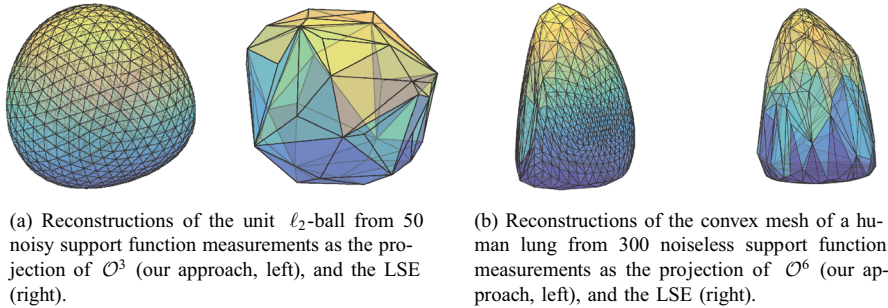 (a) Reconstructions of the unit ℓ₂-ball from 50
noisy support function measurements as the pro-
jection of 𝒪³ (our approach, left), and the LSE
(right).
(b) Reconstructions of the convex mesh of a hu-
man lung from 300 noiseless support function
measurements as the projection of 𝒪⁶ (our ap-
proach, left), and the LSE (right).